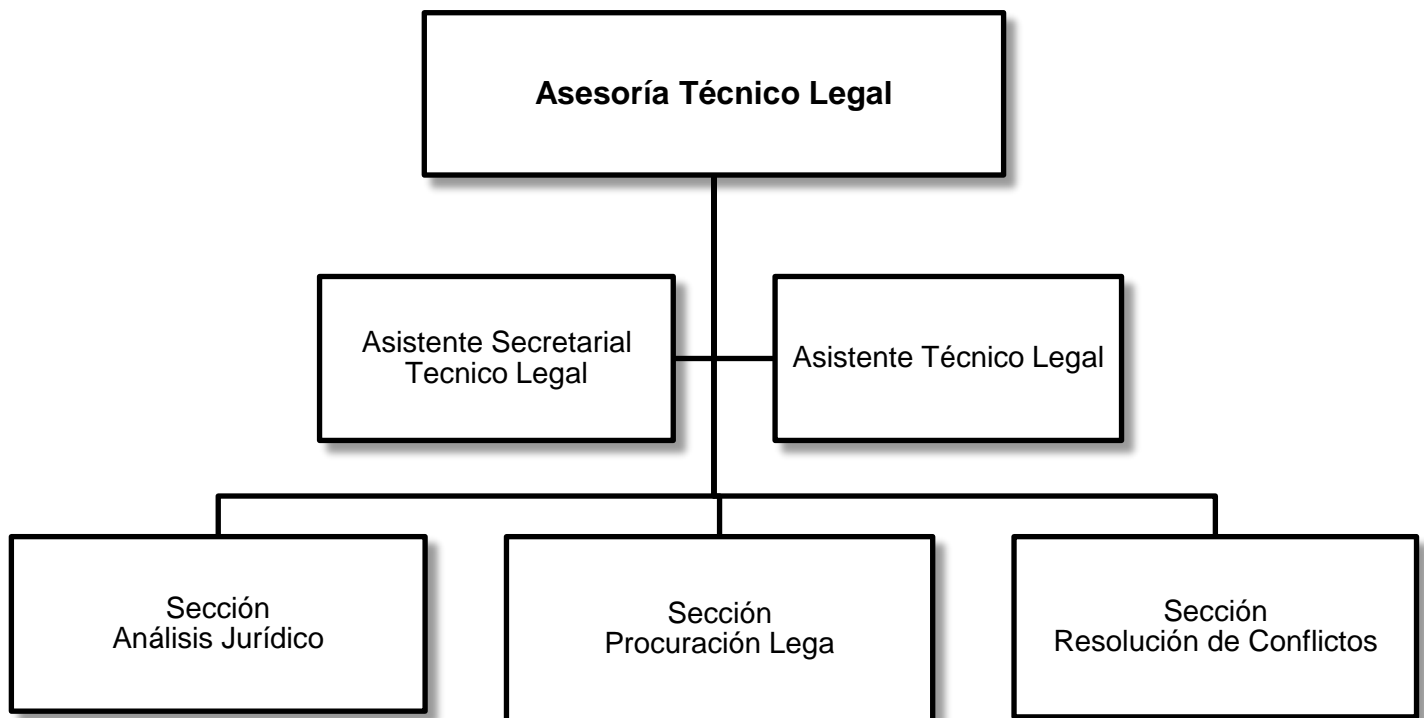 Asesoría Técnico Legal
Asistente Secretarial
Tecnico Legal
Asistente Técnico Legal
Sección
Análisis Jurídico
Sección
Procuración Lega
Sección
Resolución de Conflictos